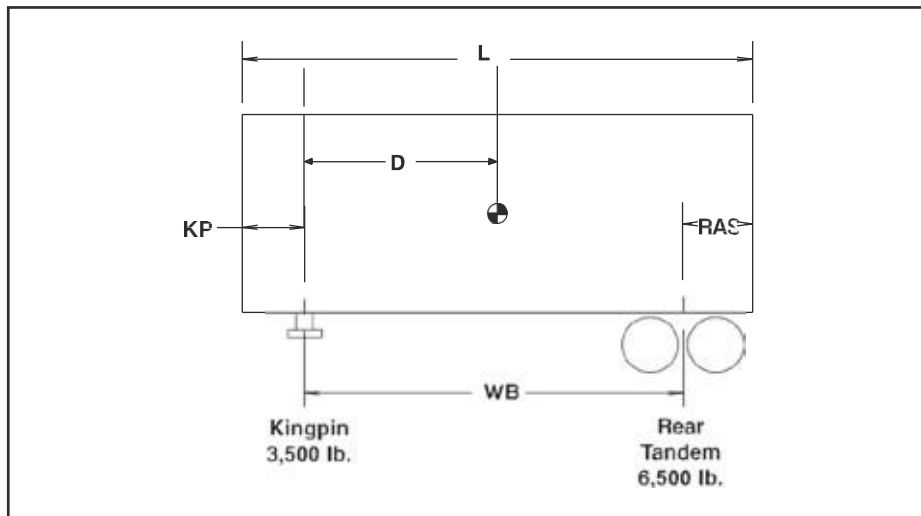 L
D
KP
RAS
WB
Kingpin
3,500 lb.
Rear
Tandem
6,500 lb.